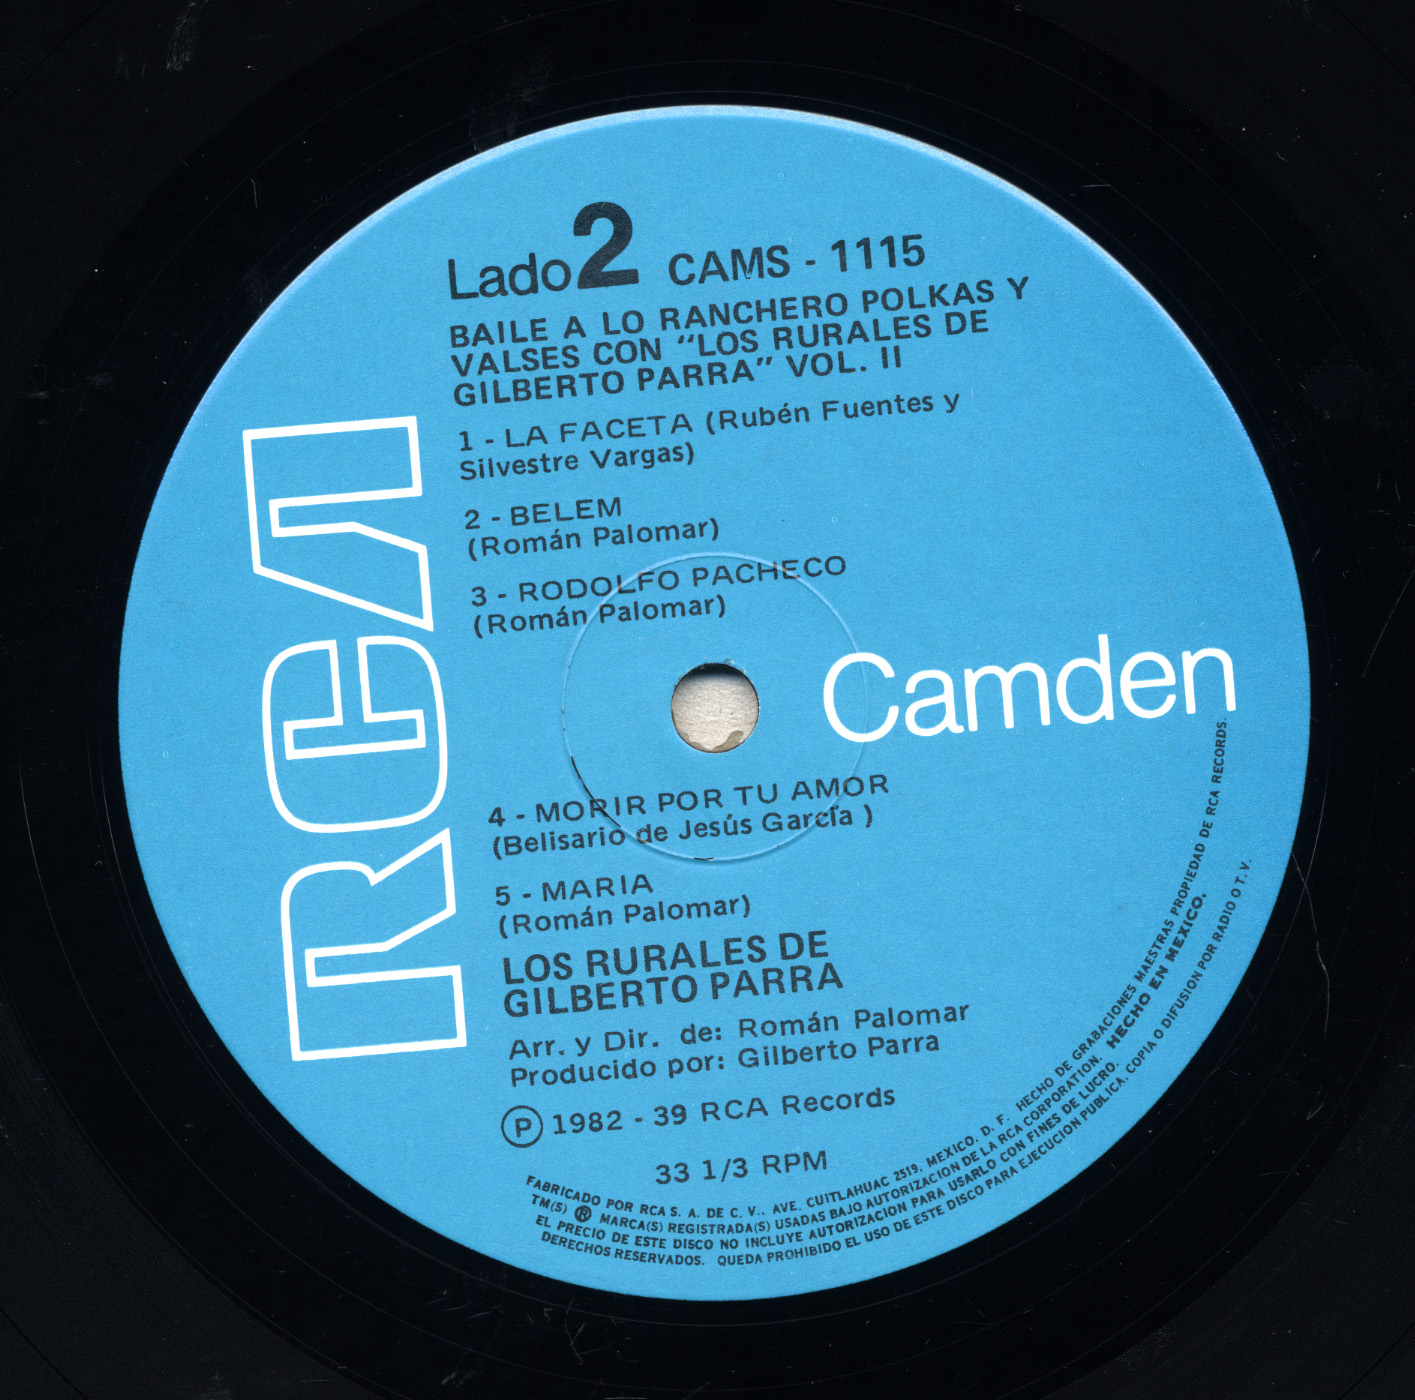 Lado 2 CAMS - 1115
BAILE A LO RANCHERO POLKAS Y
VALSES CON "LOS RURALES DE
GILBERTO PARRA" VOL. II
1 - LA FACETA (Rubén Fuentes y
Silvestre Vargas)
2 - BELEM
(Román Palomar)
3 - RODOLFO PACHECO
(Román Palomar)
RCA
Camden
4 - MORIR POR TU AMOR
(Belisario de Jesús García )
5 - MARIA
(Román Palomar)
LOS RURALES DE
GILBERTO PARRA
Arr. y Dir. de: Román Palomar
Producido por: Gilberto Parra
Ⓟ 1982 - 39 RCA Records
33 1/3 RPM
FABRICADO POR RCA S. A. DE C. V.. AVE. CUITLAHUAC 2519, MEXICO, D. F. HECHO DE GRABACIONES MAESTRAS PROPIEDAD DE RCA RECORDS.
TM(S) ® MARCA(S) REGISTRADA(S) USADAS BAJO AUTORIZACION DE LA RCA CORPORATION. HECHO EN MEXICO.
EL PRECIO DE ESTE DISCO NO INCLUYE AUTORIZACION PARA USARLO CON FINES DE LUCRO.
DERECHOS RESERVADOS. QUEDA PROHIBIDO EL USO DE ESTE DISCO PARA EJECUCION PUBLICA. COPIA O DIFUSION POR RADIO O T. V.